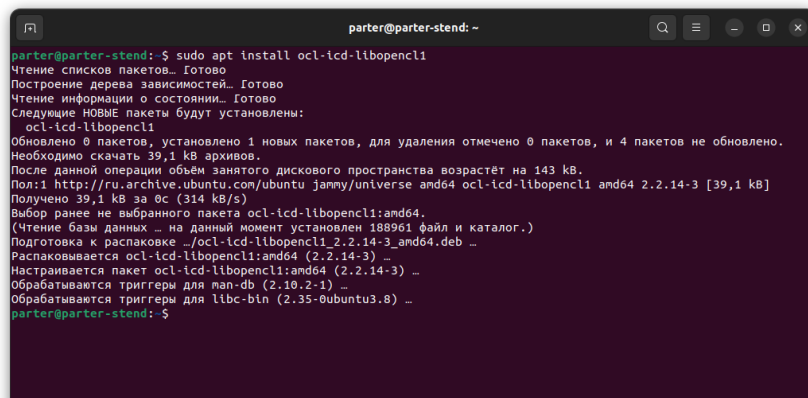 parter@parter-stend: ~
parter@parter-stend:~$ sudo apt install ocl-icd-libopencl1
Чтение списков пакетов… Готово
Построение дерева зависимостей… Готово
Чтение информации о состоянии… Готово
Следующие НОВЫЕ пакеты будут установлены:
  ocl-icd-libopencl1
Обновлено 0 пакетов, установлено 1 новых пакетов, для удаления отмечено 0 пакетов, и 4 пакетов не обновлено.
Необходимо скачать 39,1 kB архивов.
После данной операции объём занятого дискового пространства возрастёт на 143 kB.
Пол:1 http://ru.archive.ubuntu.com/ubuntu jammy/universe amd64 ocl-icd-libopencl1 amd64 2.2.14-3 [39,1 kB]
Получено 39,1 kB за 0с (314 kB/s)
Выбор ранее не выбранного пакета ocl-icd-libopencl1:amd64.
(Чтение базы данных … на данный момент установлен 188961 файл и каталог.)
Подготовка к распаковке …/ocl-icd-libopencl1_2.2.14-3_amd64.deb …
Распаковывается ocl-icd-libopencl1:amd64 (2.2.14-3) …
Настраивается пакет ocl-icd-libopencl1:amd64 (2.2.14-3) …
Обрабатываются триггеры для man-db (2.10.2-1) …
Обрабатываются триггеры для libc-bin (2.35-0ubuntu3.8) …
parter@parter-stend:~$